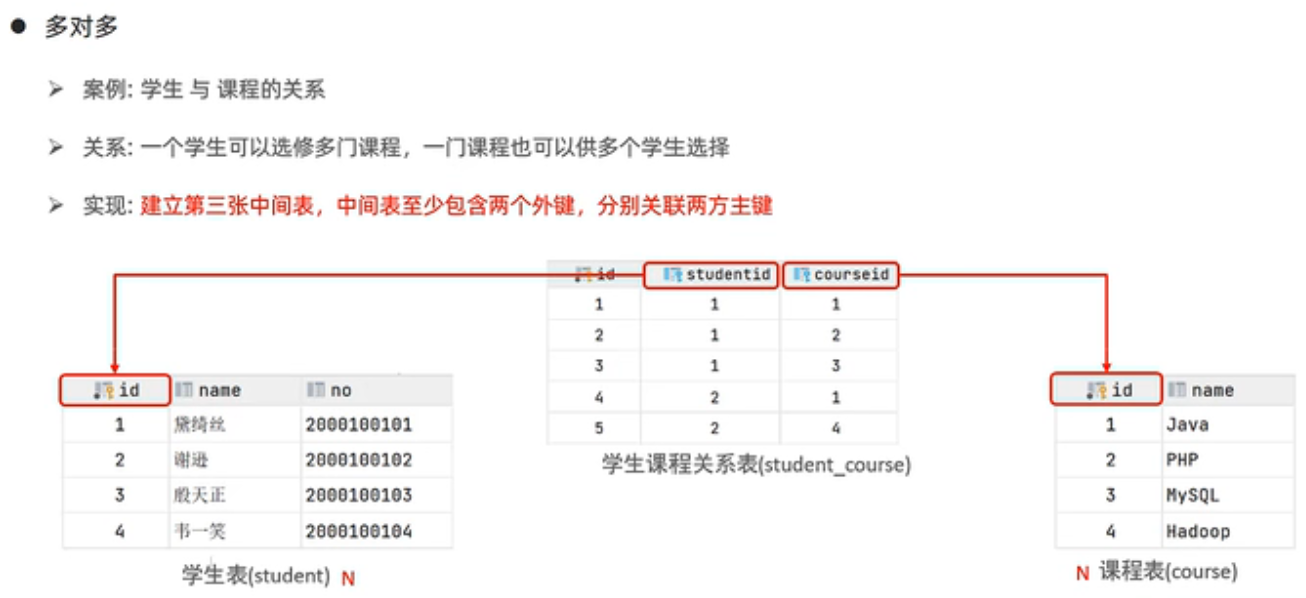 ● 多对多
➢ 案例: 学生 与 课程的关系
➢ 关系: 一个学生可以选修多门课程，一门课程也可以供多个学生选择
➢ 实现: 建立第三张中间表，中间表至少包含两个外键，分别关联两方主键
id studentid courseid
1 1 1
2 1 2
3 1 3
4 2 1
5 2 4
学生课程关系表(student_course)
id name no
1 黛绮丝 2000100101
2 谢逊 2000100102
3 殷天正 2000100103
4 韦一笑 2000100104
学生表(student) N
id name
1 Java
2 PHP
3 MySQL
4 Hadoop
N 课程表(course)